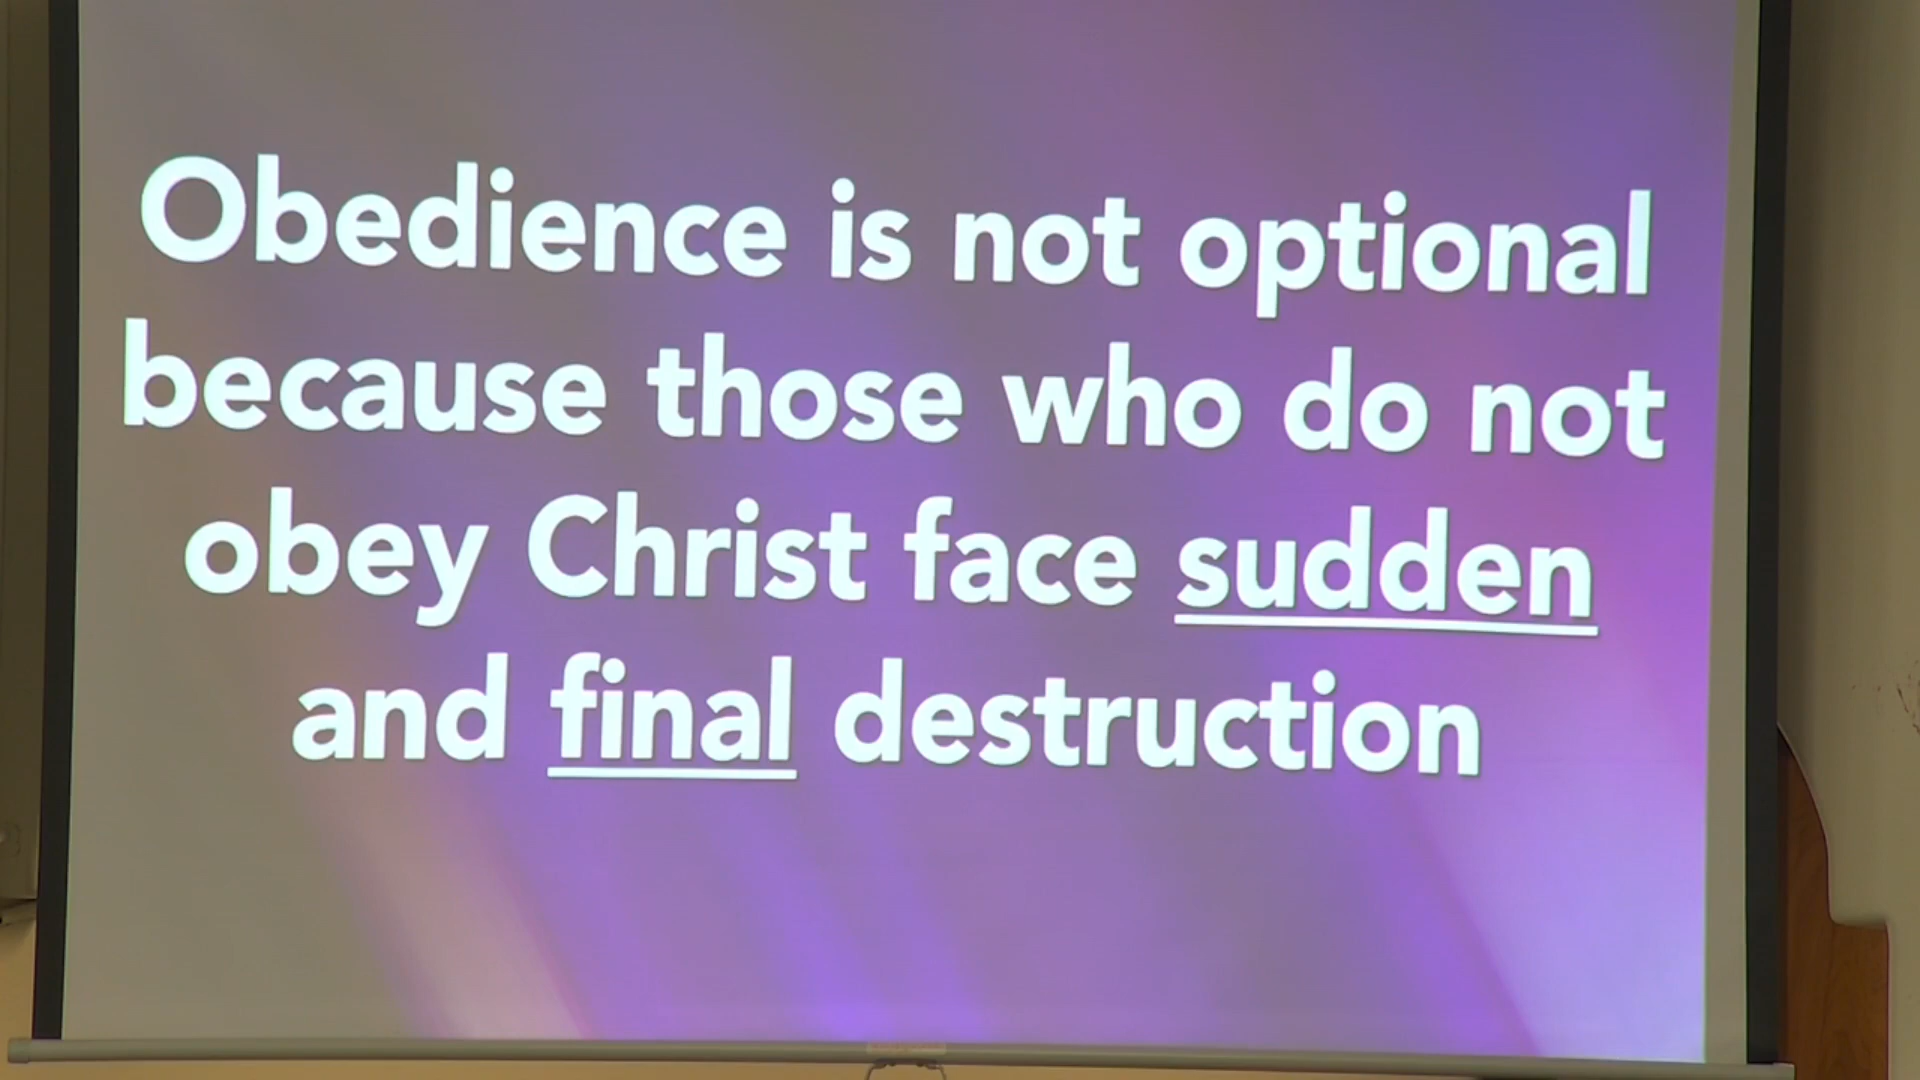 Obedience is not optional
because those who do not
obey Christ face sudden
and final destruction